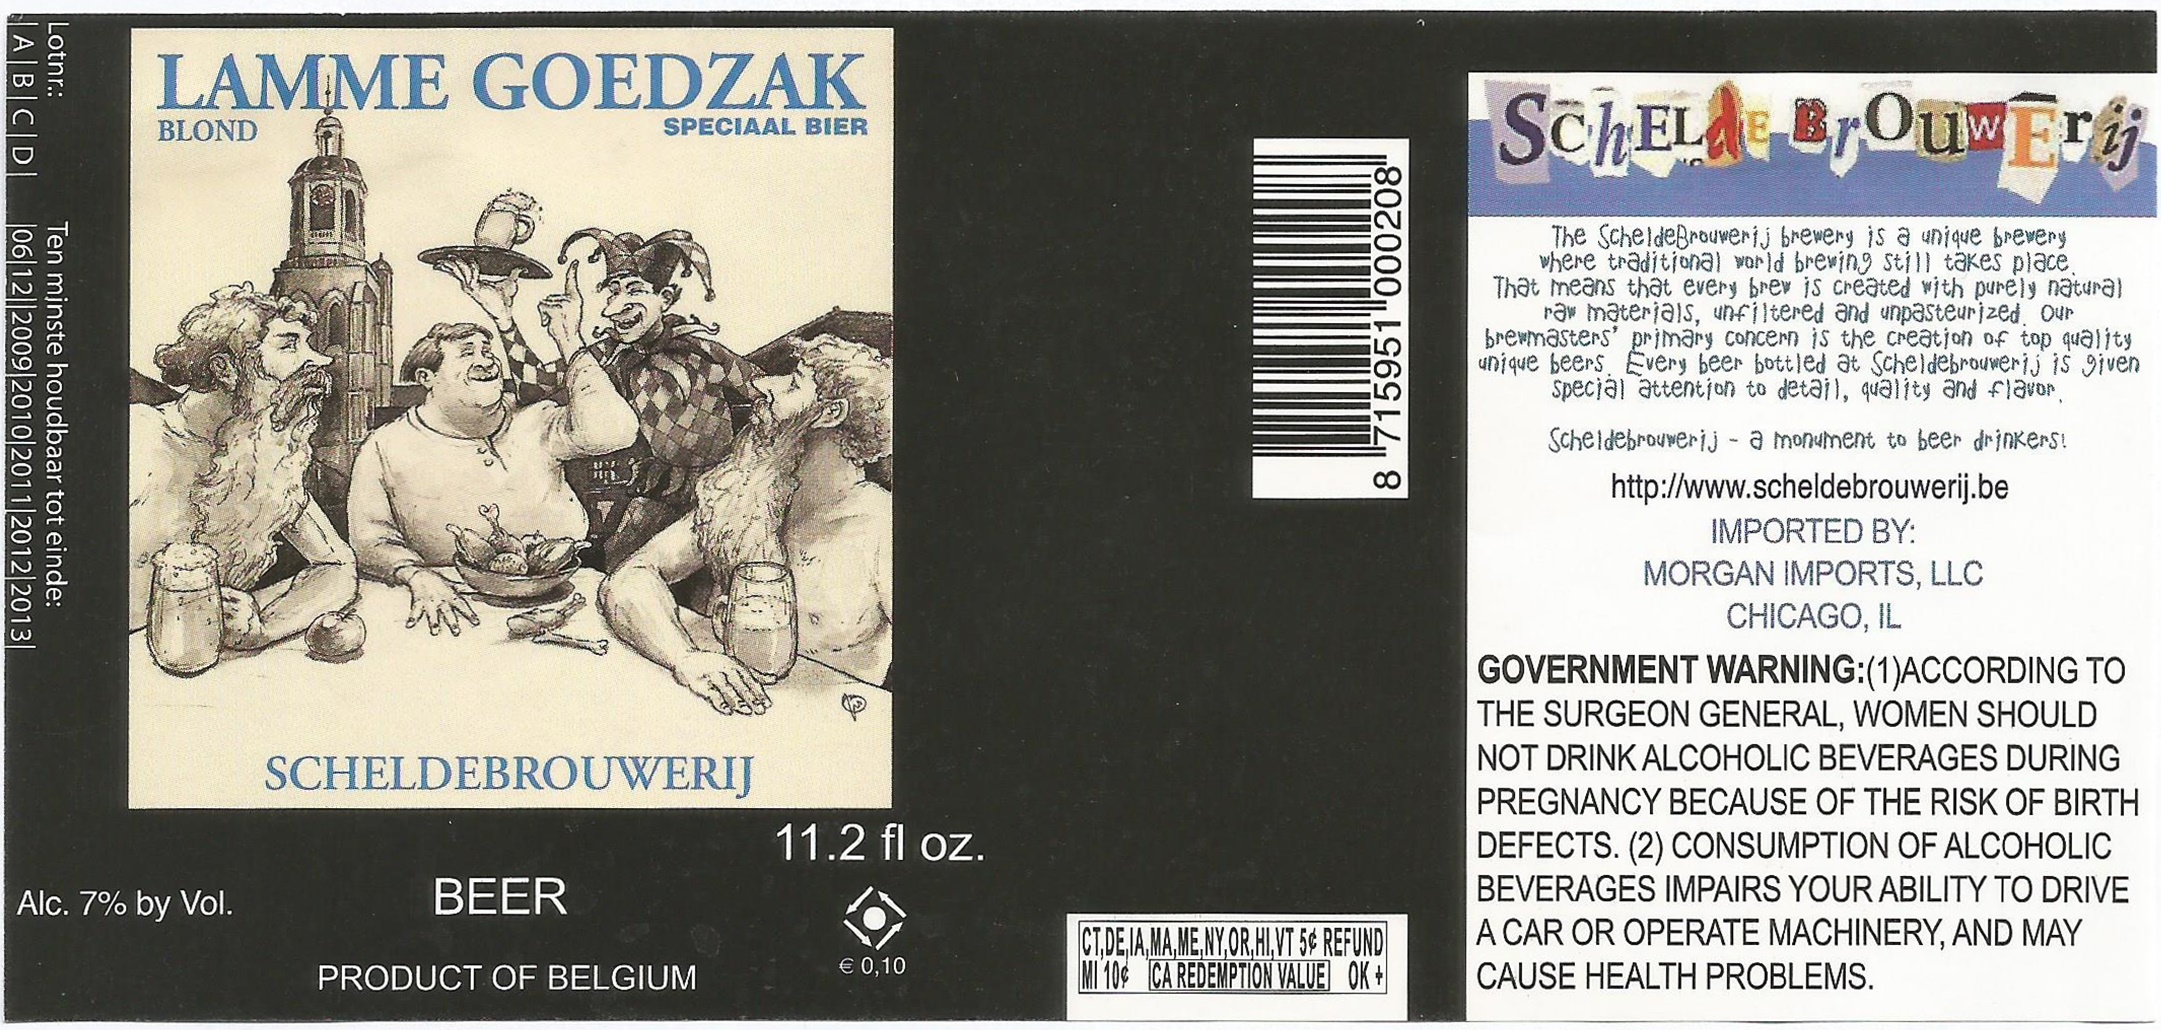 Lotnr.:
|A|B|C|D|
Ten minste houdbaar tot einde:
|06|12||2009|2010|2011|2012|2013|
LAMME GOEDZAK
BLOND
SPECIAAL BIER
SCHELDEBROUWERIJ
11.2 fl oz.
Alc. 7% by Vol.
BEER
€ 0,10
PRODUCT OF BELGIUM
8 715951 000208
CT,DE,IA,MA,ME,NY,OR,HI,VT 5¢ REFUND
MI 10¢ CA REDEMPTION VALUE OK +
SChELdE BrOuwErij
The ScheldeBrouwerij brewery is a unique brewery
where traditional world brewing still takes place.
That means that every brew is created with purely natural
raw materials, unfiltered and unpasteurized. Our
brewmasters' primary concern is the creation of top quality
unique beers. Every beer bottled at Scheldebrouwerij is given
special attention to detail, quality and flavor.
Scheldebrouwerij - a monument to beer drinkers!
http://www.scheldebrouwerij.be
IMPORTED BY:
MORGAN IMPORTS, LLC
CHICAGO, IL
GOVERNMENT WARNING:(1)ACCORDING TO
THE SURGEON GENERAL, WOMEN SHOULD
NOT DRINK ALCOHOLIC BEVERAGES DURING
PREGNANCY BECAUSE OF THE RISK OF BIRTH
DEFECTS. (2) CONSUMPTION OF ALCOHOLIC
BEVERAGES IMPAIRS YOUR ABILITY TO DRIVE
A CAR OR OPERATE MACHINERY, AND MAY
CAUSE HEALTH PROBLEMS.